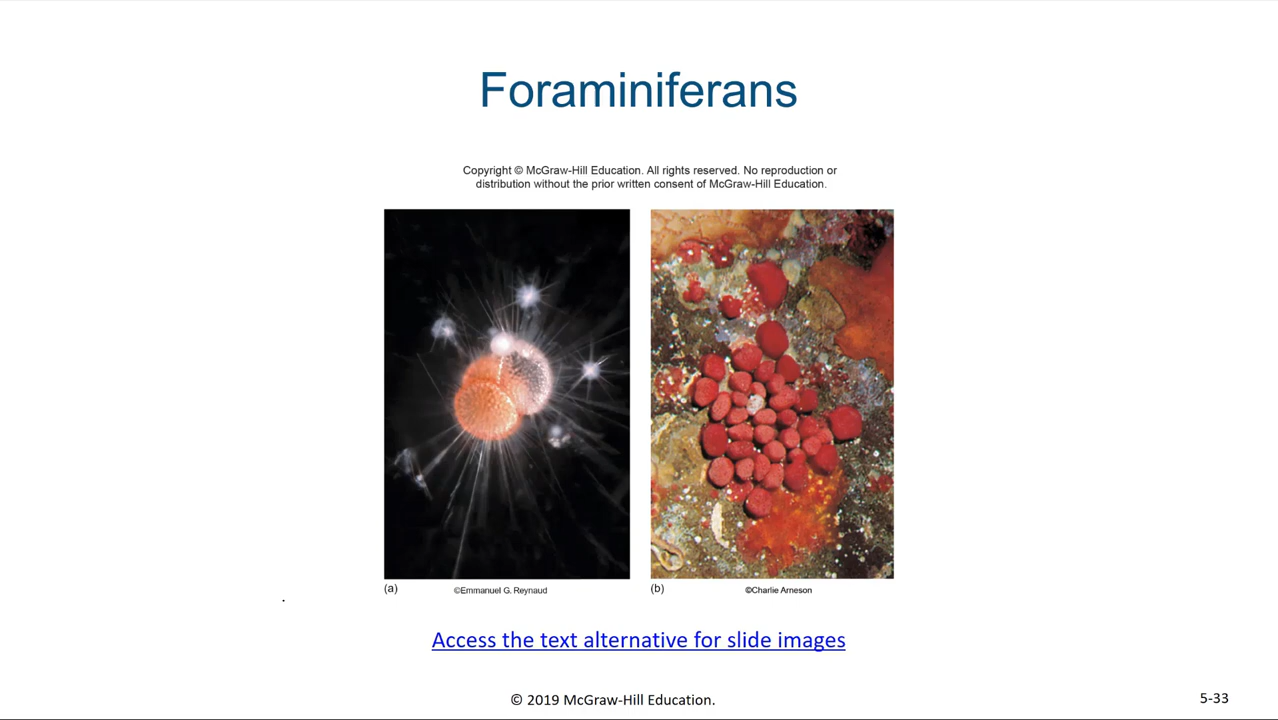 Foraminiferans
Copyright © McGraw-Hill Education. All rights reserved. No reproduction or
distribution without the prior written consent of McGraw-Hill Education.
(a)
©Emmanuel G. Reynaud
(b)
©Charlie Arneson
Access the text alternative for slide images
© 2019 McGraw-Hill Education.
5-33